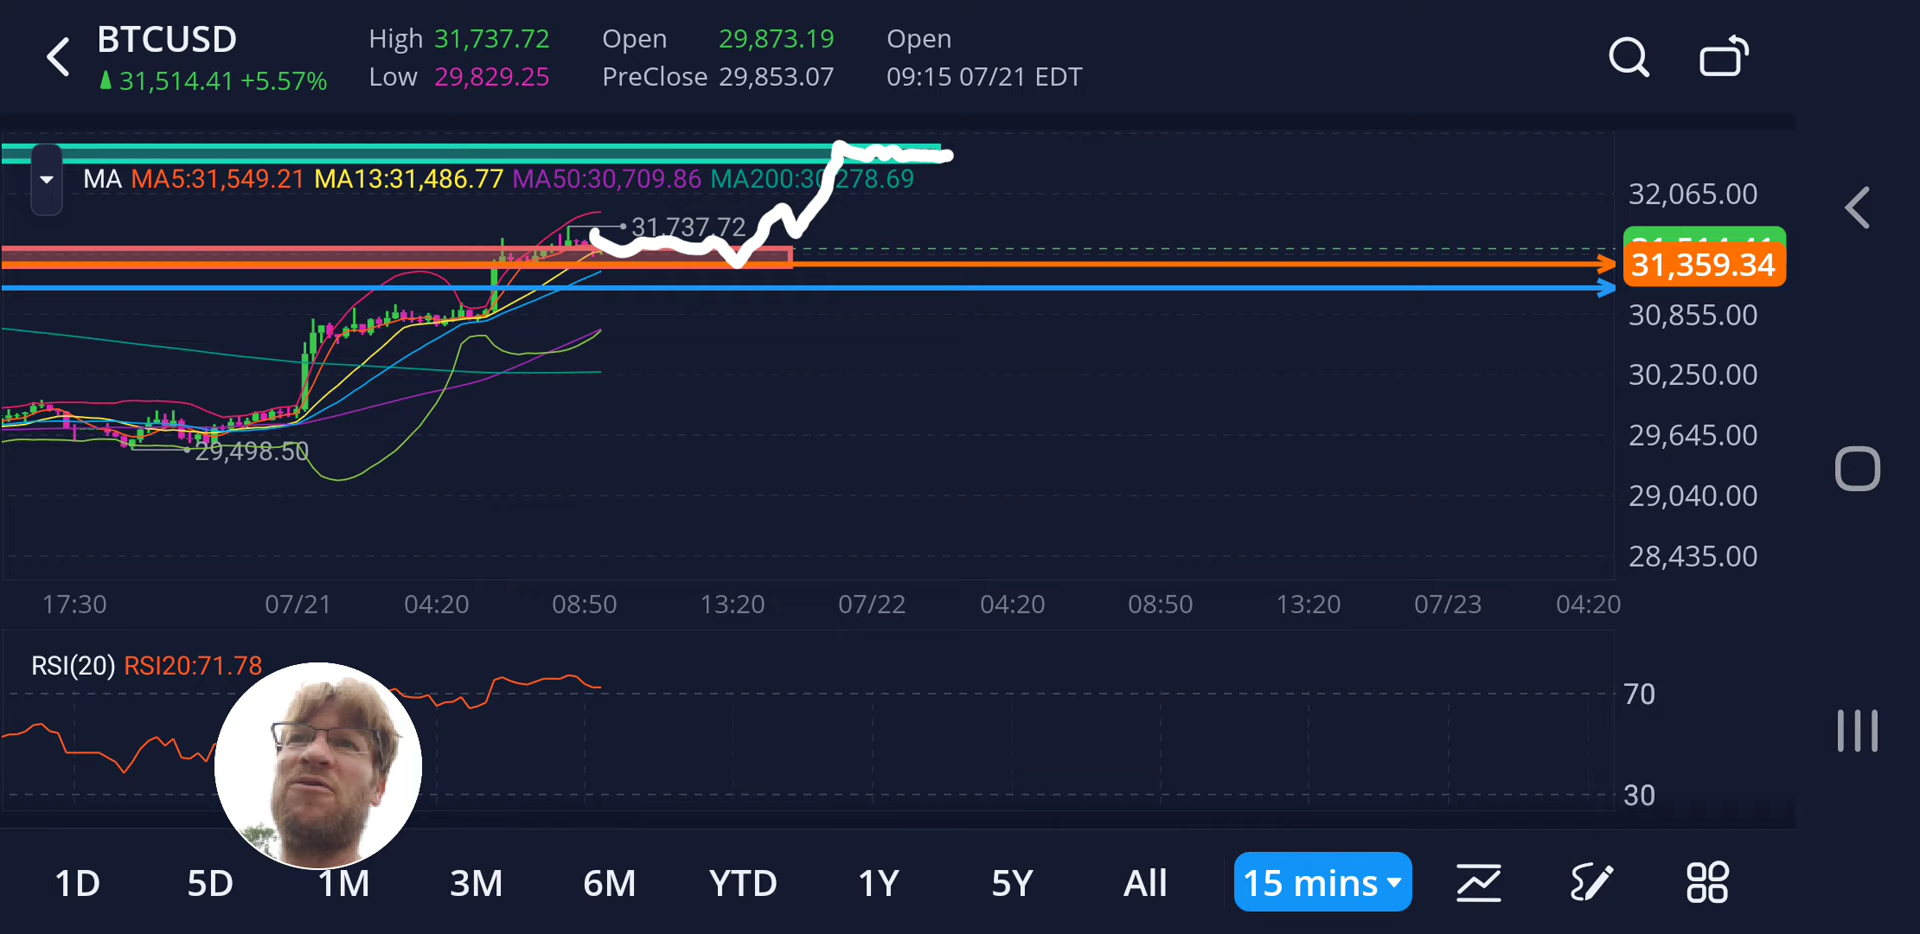 BTCUSD
31,514.41 +5.57%
High 31,737.72
Low 29,829.25
Open 29,873.19
PreClose 29,853.07
Open
09:15 07/21 EDT
MA MA5:31,549.21 MA13:31,486.77 MA50:30,709.86 MA200:30,278.69
31,737.72
29,498.50
32,065.00
31,514.41
31,359.34
30,855.00
30,250.00
29,645.00
29,040.00
28,435.00
17:30 07/21 04:20 08:50 13:20 07/22 04:20 08:50 13:20 07/23 04:20
RSI(20) RSI20:71.78
70
30
1D 5D 1M 3M 6M YTD 1Y 5Y All 15 mins